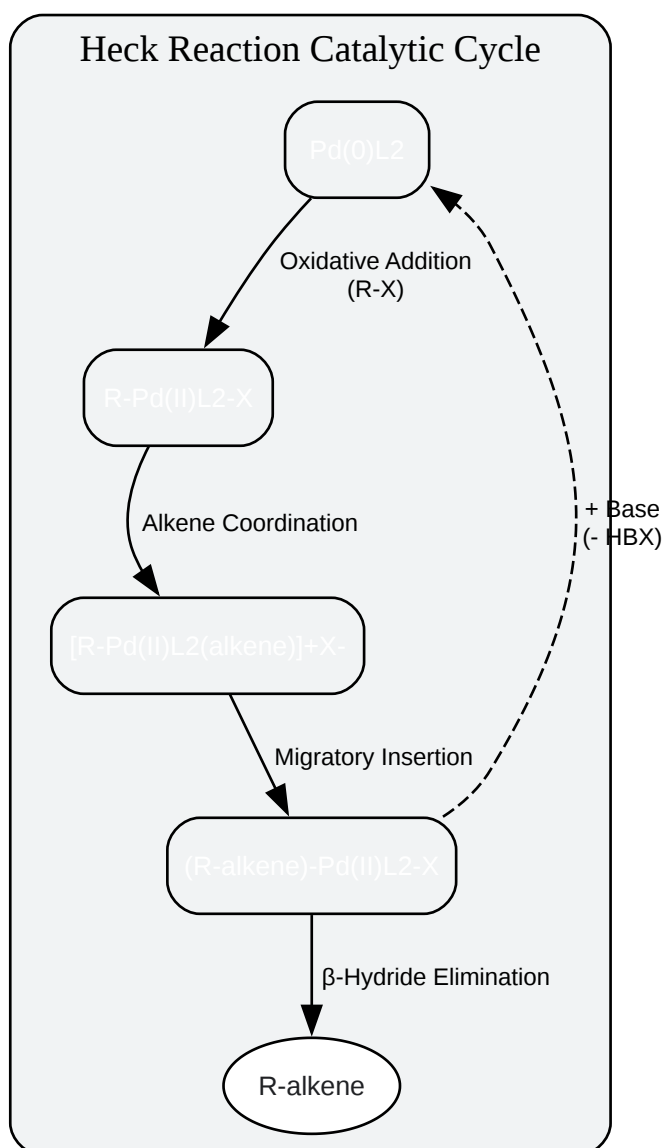 Heck Reaction Catalytic Cycle
Pd(0)L2
Oxidative Addition
(R-X)
R-Pd(II)L2-X
Alkene Coordination
+ Base
(- HBX)
[R-Pd(II)L2(alkene)]+X-
Migratory Insertion
(R-alkene)-Pd(II)L2-X
β-Hydride Elimination
R-alkene